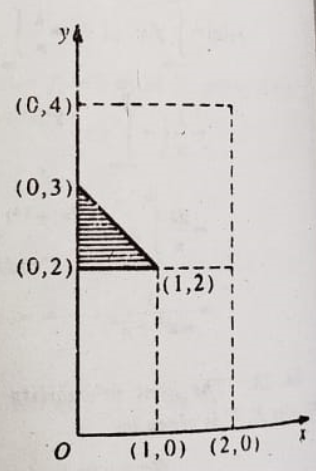 y
(0,4)
(0,3)
(0,2)
(1,2)
O
(1,0) (2,0)
x